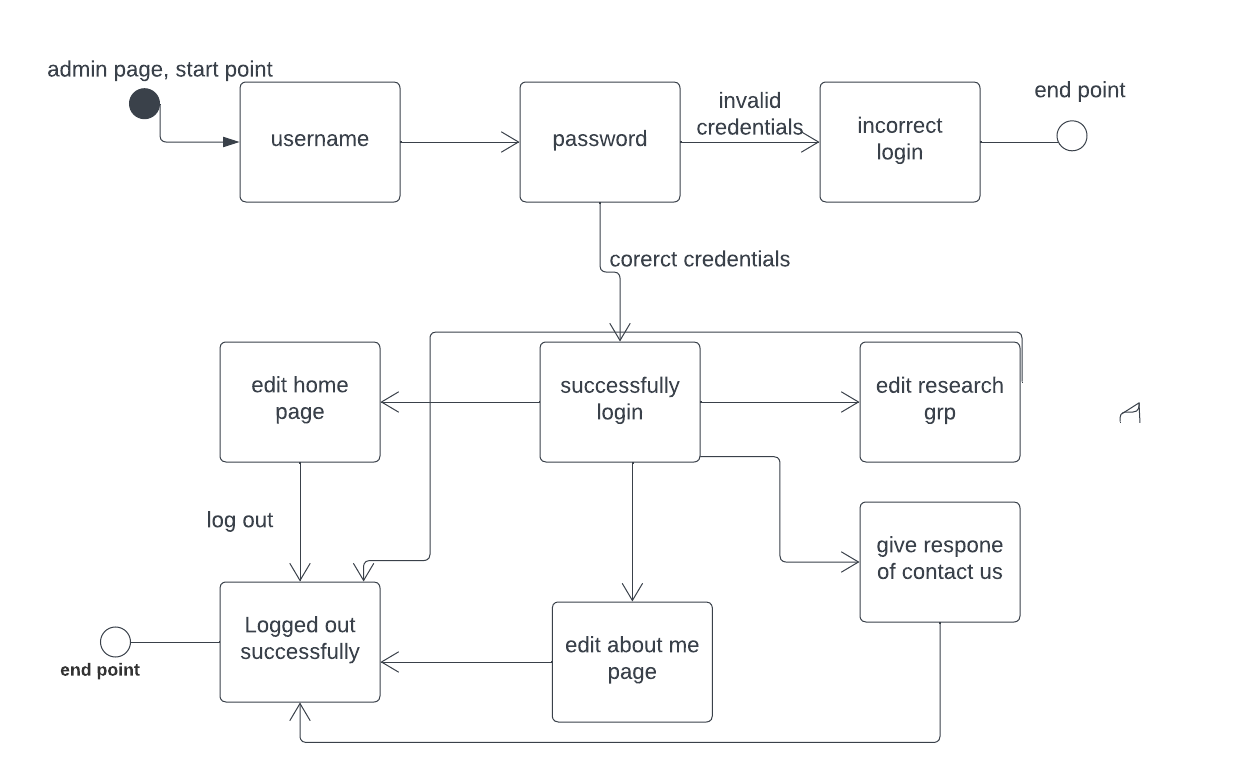 admin page, start point
username
password
invalid
credentials
incorrect
login
end point
corerct credentials
edit home
page
successfully
login
edit research
grp
log out
give respone
of contact us
Logged out
successfully
edit about me
page
end point